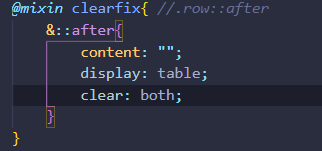 @mixin clearfix{ //.row::after
&::after{
content: "";
display: table;
clear: both;
}
}